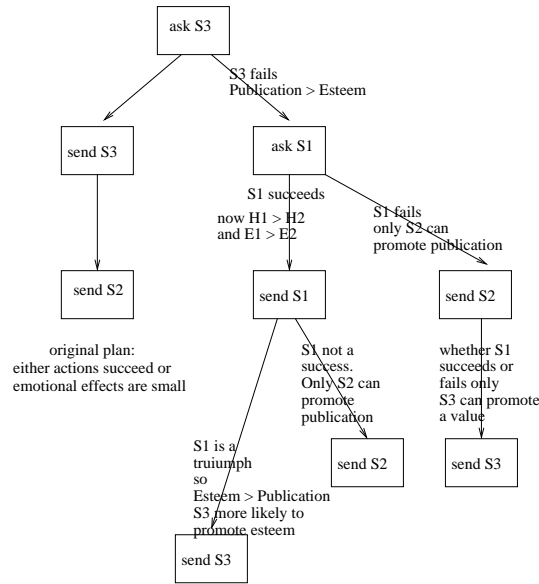 ask S3
S3 fails
Publication > Esteem
send S3
ask S1
S1 succeeds
now H1 > H2
and E1 > E2
S1 fails
only S2 can
promote publication
send S2
send S1
send S2
original plan:
either actions succeed or
emotional effects are small
S1 not a
success.
Only S2 can
promote
publication
whether S1
succeeds or
fails only
S3 can promote
a value
S1 is a
truiumph
so
Esteem > Publication
S3 more likely to
promote esteem
send S2
send S3
send S3